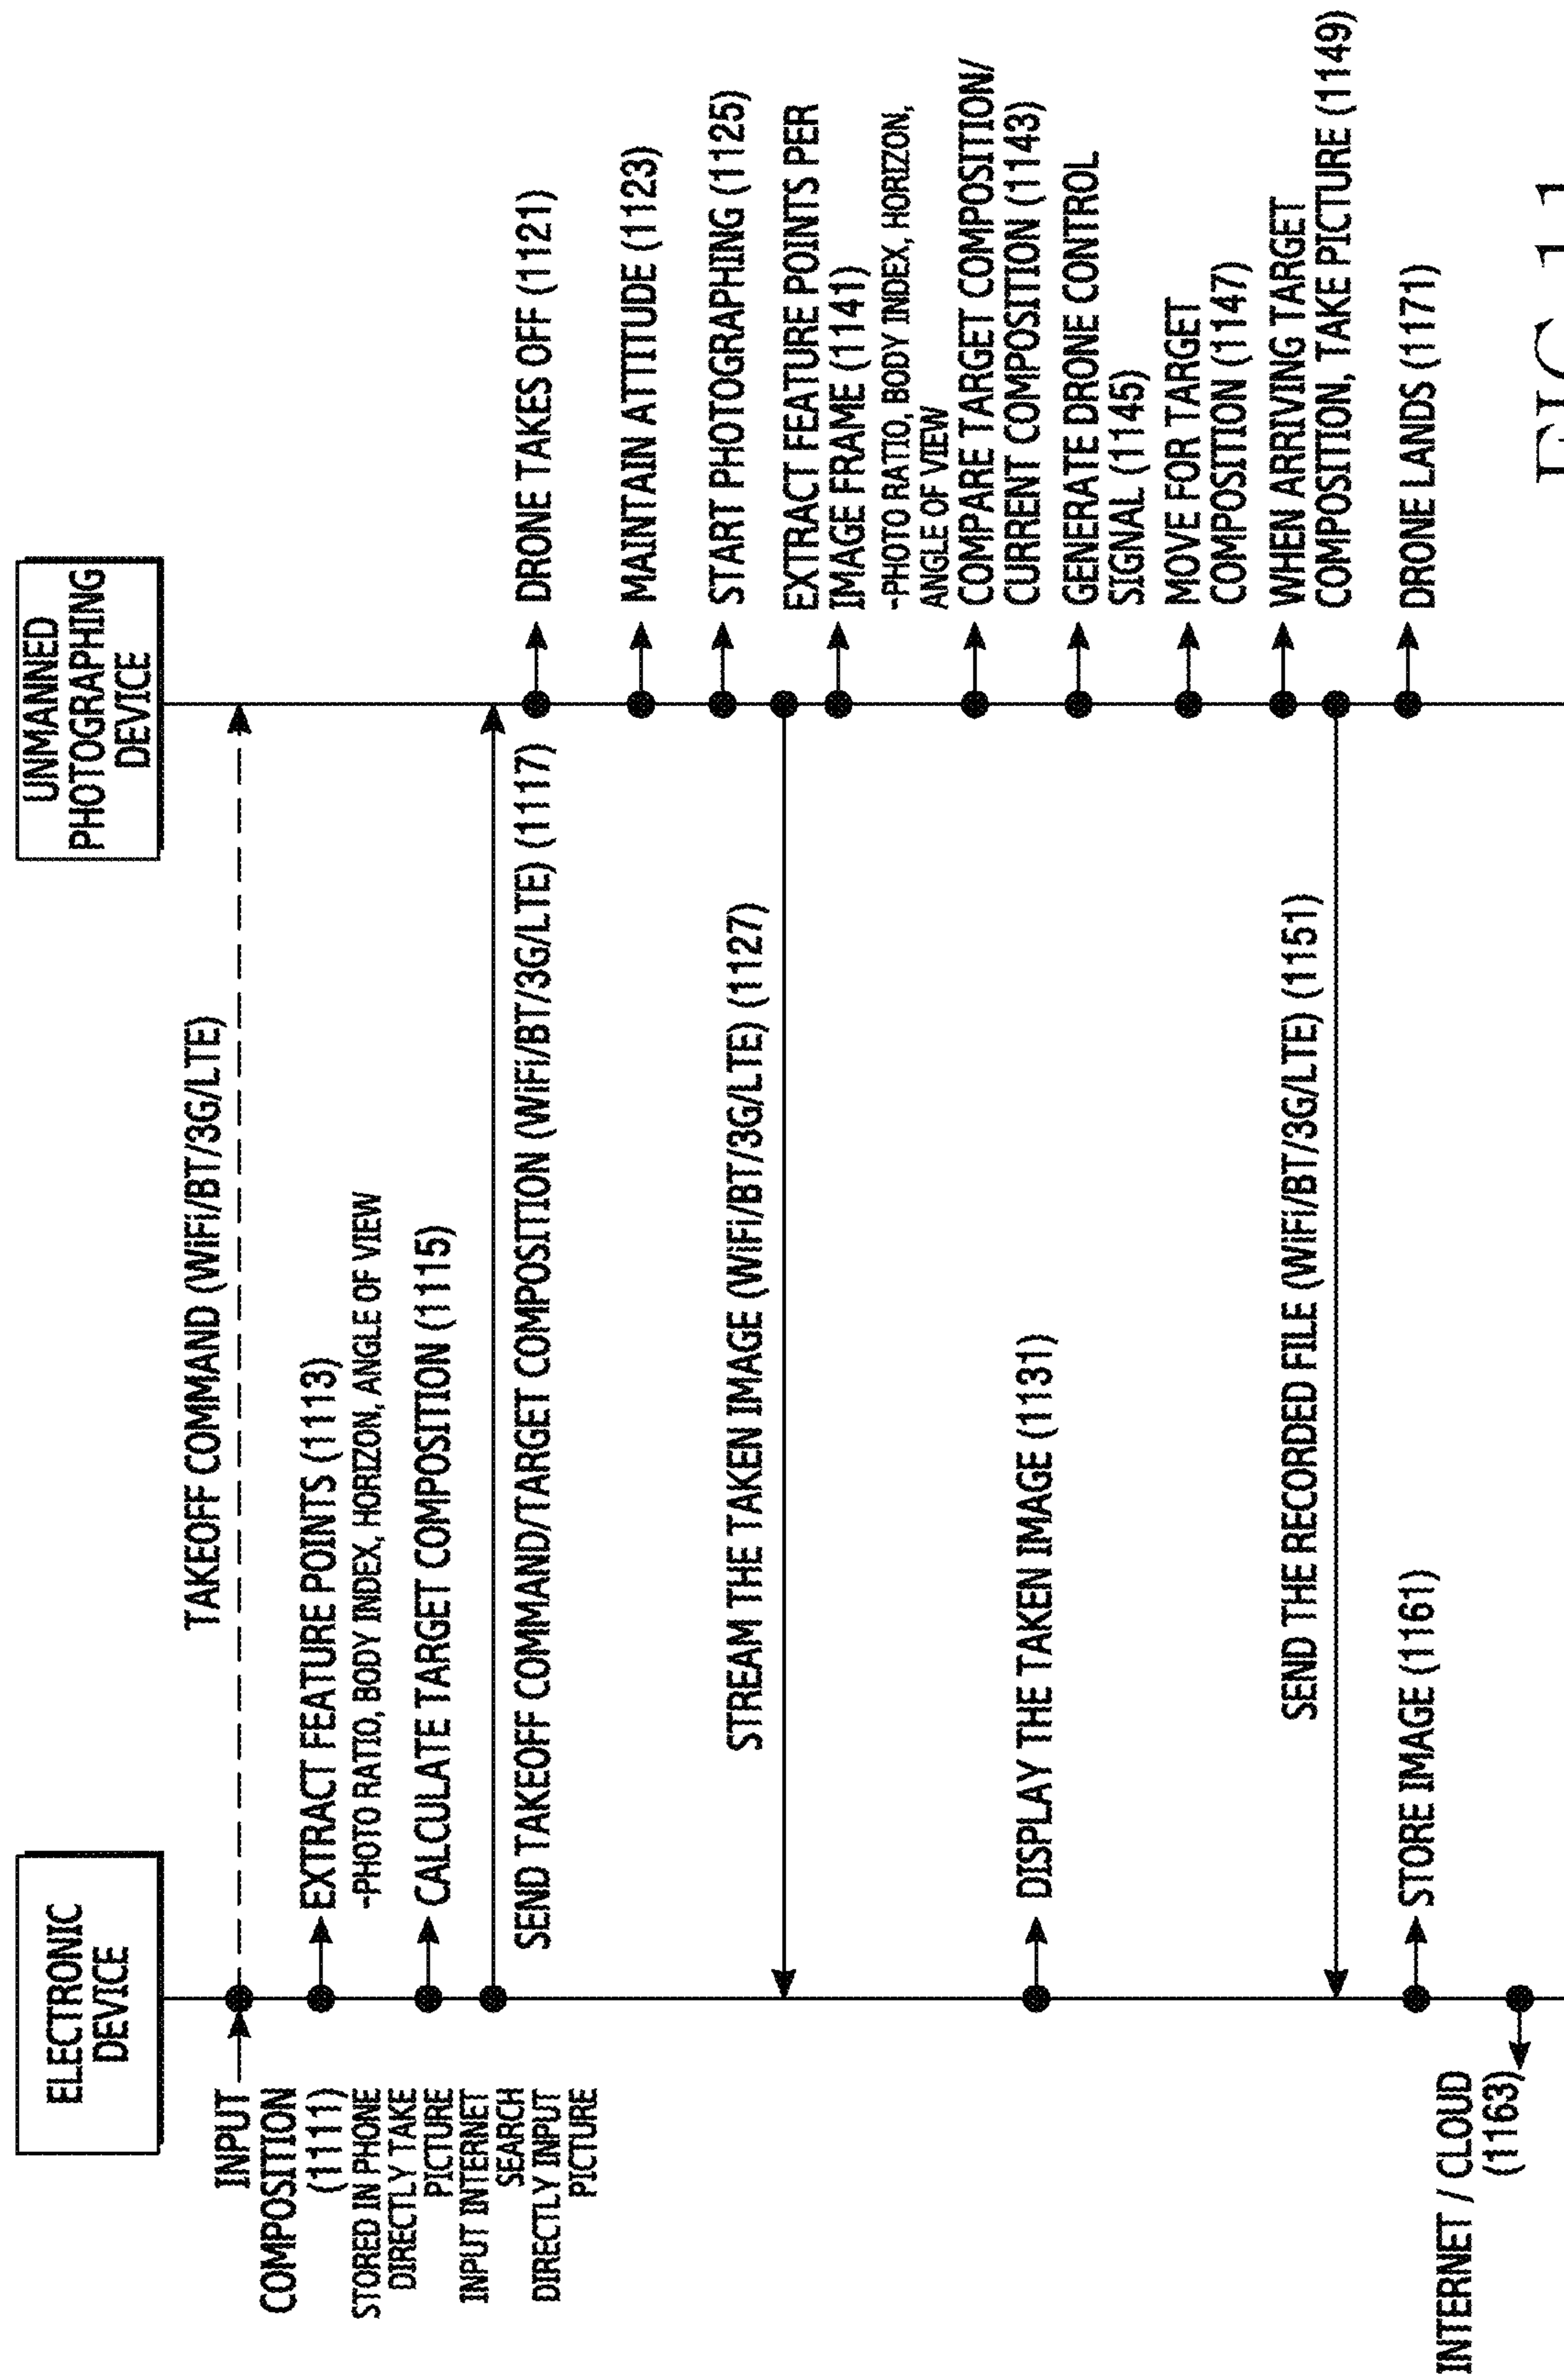 ELECTRONIC
DEVICE
UNMANNED
PHOTOGRAPHING
DEVICE
TAKEOFF COMMAND (WiFi/BT/3G/LTE)
INPUT
COMPOSITION
(1111)
STORED IN PHONE
DIRECTLY TAKE
PICTURE
INPUT INTERNET
SEARCH
DIRECTLY INPUT
PICTURE
EXTRACT FEATURE POINTS (1113)
-PHOTO RATIO, BODY INDEX, HORIZON, ANGLE OF VIEW
CALCULATE TARGET COMPOSITION (1115)
SEND TAKEOFF COMMAND/TARGET COMPOSITION (WiFi/BT/3G/LTE) (1117)
DRONE TAKES OFF (1121)
MAINTAIN ATTITUDE (1123)
START PHOTOGRAPHING (1125)
STREAM THE TAKEN IMAGE (WiFi/BT/3G/LTE) (1127)
EXTRACT FEATURE POINTS PER
IMAGE FRAME (1141)
-PHOTO RATIO, BODY INDEX, HORIZON,
ANGLE OF VIEW
COMPARE TARGET COMPOSITION/
CURRENT COMPOSITION (1143)
DISPLAY THE TAKEN IMAGE (1131)
GENERATE DRONE CONTROL
SIGNAL (1145)
MOVE FOR TARGET
COMPOSITION (1147)
WHEN ARRIVING TARGET
COMPOSITION, TAKE PICTURE (1149)
SEND THE RECORDED FILE (WiFi/BT/3G/LTE) (1151)
DRONE LANDS (1171)
STORE IMAGE (1161)
INTERNET / CLOUD
(1163)